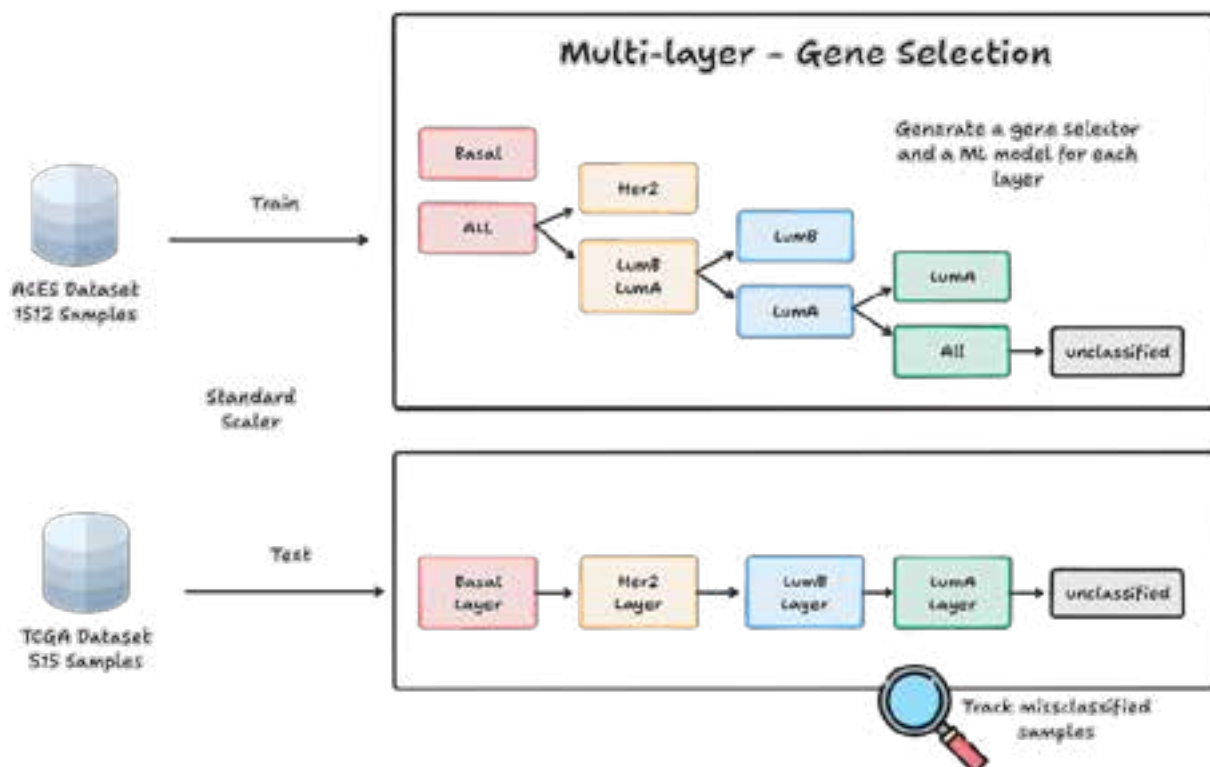 Multi-layer - Gene Selection
Generate a gene selector
and a ML model for each
layer
Basal
ALL
Her2
LumB
LumA
LumB
LumA
LumA
All
unclassified
Train
ACES Dataset
1512 Samples
Standard
Scaler
Test
TCGA Dataset
515 Samples
Basal
Layer
Her2
Layer
LumB
Layer
LumA
Layer
unclassified
Track missclassified
samples